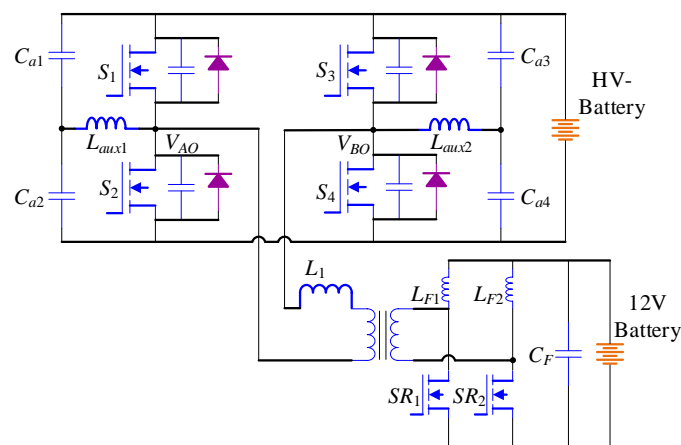 Ca1
S1
S3
Ca3
HV-
Battery
Laux1
VAO
VBO
Laux2
Ca2
S2
S4
Ca4
L1
LF1
LF2
12V
Battery
CF
SR1
SR2